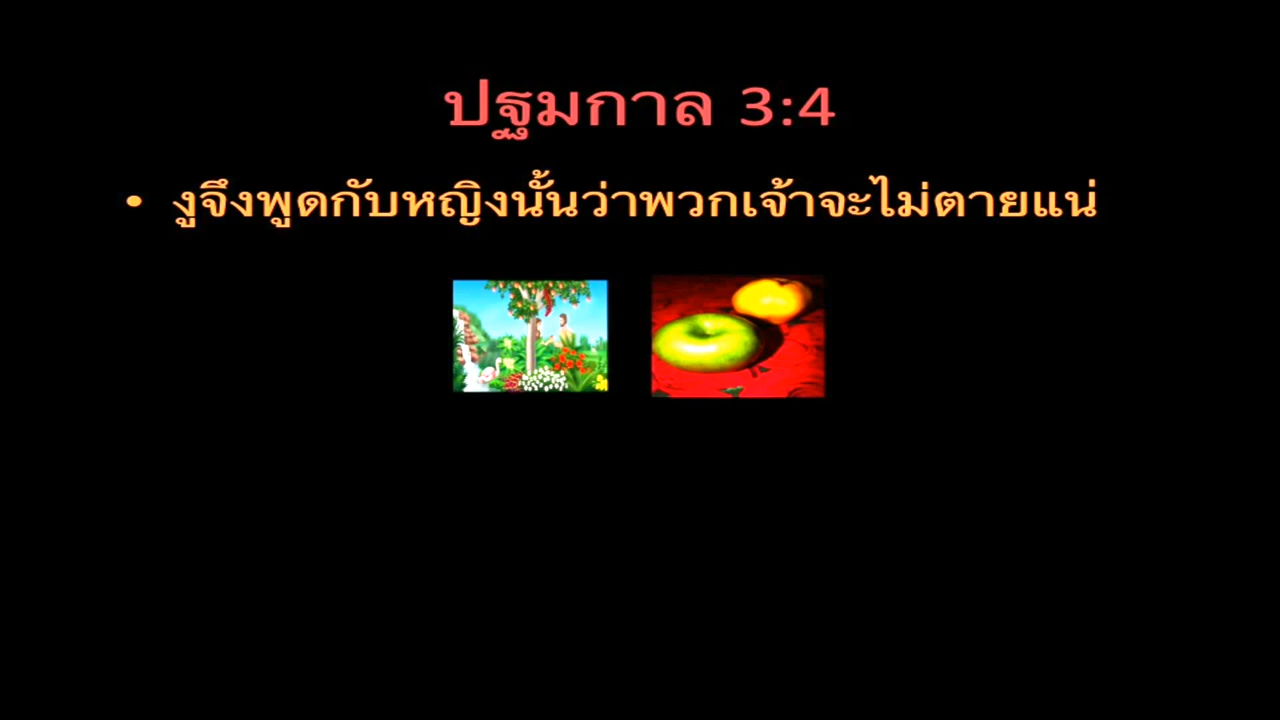 ปฐมกาล 3:4
• งูจึงพูดกับหญิงนั้นว่าพวกเจ้าจะไม่ตายแน่